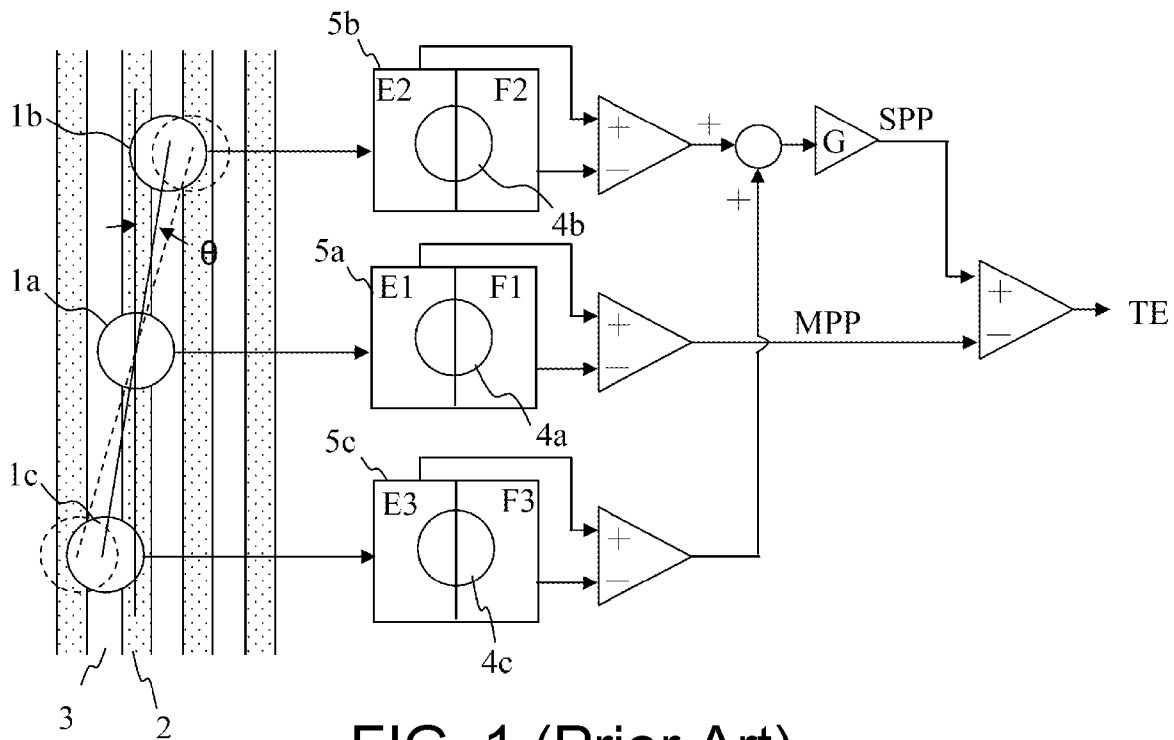 5b
E2 F2
1b
+
−
+
+
G
SPP
4b
θ
5a
E1 F1
1a
+
−
MPP
+
−
TE
4a
5c
E3 F3
1c
+
−
4c
3
2
FIG. 1 (Prior Art)